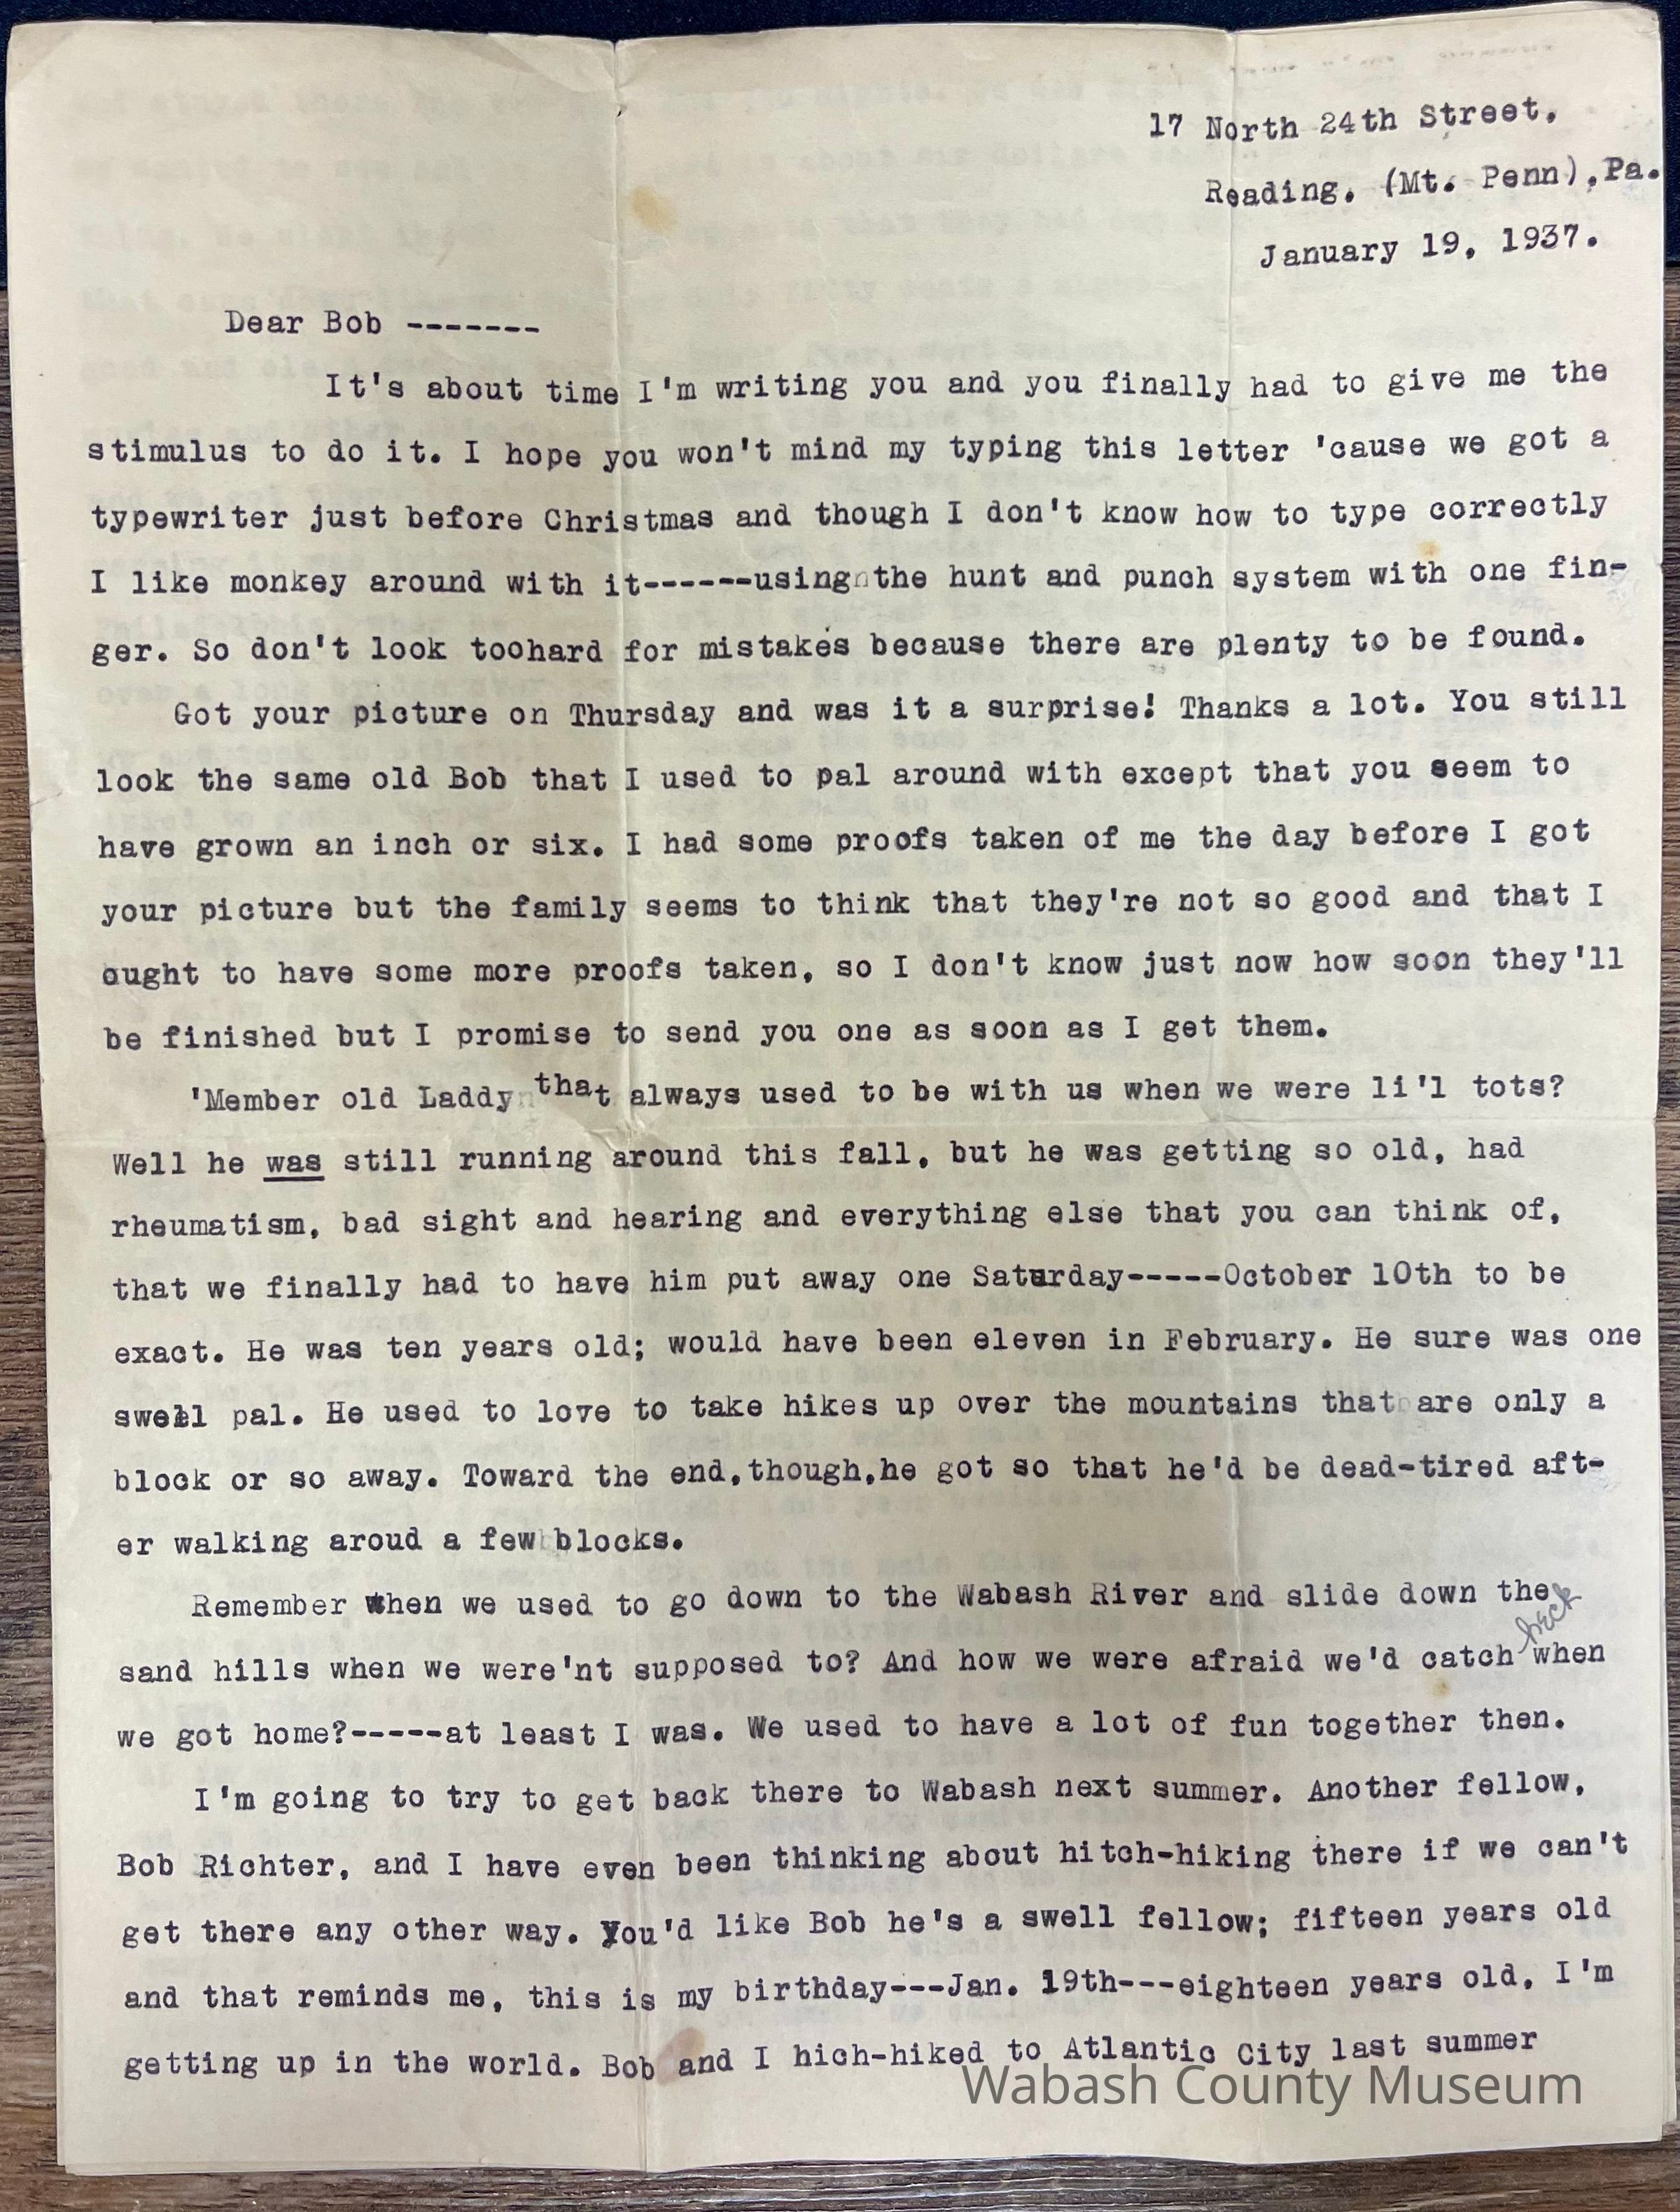 17 North 24th Street,
Reading, (Mt. Penn),Pa.
January 19, 1937.
Dear Bob -------
It's about time I'm writing you and you finally had to give me the
stimulus to do it. I hope you won't mind my typing this letter 'cause we got a
typewriter just before Christmas and though I don't know how to type correctly
I like monkey around with it------using the hunt and punch system with one fin-
ger. So don't look toohard for mistakes because there are plenty to be found.
Got your picture on Thursday and was it a surprise! Thanks a lot. You still
look the same old Bob that I used to pal around with except that you seem to
have grown an inch or six. I had some proofs taken of me the day before I got
your picture but the family seems to think that they're not so good and that I
ought to have some more proofs taken, so I don't know just now how soon they'll
be finished but I promise to send you one as soon as I get them.
'Member old Laddy that always used to be with us when we were li'l tots?
Well he was still running around this fall, but he was getting so old, had
rheumatism, bad sight and hearing and everything else that you can think of,
that we finally had to have him put away one Saturday-----October 10th to be
exact. He was ten years old; would have been eleven in February. He sure was one
swell pal. He used to love to take hikes up over the mountains that are only a
block or so away. Toward the end,though,he got so that he'd be dead-tired aft-
er walking aroud a few blocks.
Remember when we used to go down to the Wabash River and slide down the
sand hills when we were'nt supposed to? And how we were afraid we'd catch heck when
we got home?-----at least I was. We used to have a lot of fun together then.
I'm going to try to get back there to Wabash next summer. Another fellow,
Bob Richter, and I have even been thinking about hitch-hiking there if we can't
get there any other way. You'd like Bob he's a swell fellow; fifteen years old
and that reminds me, this is my birthday---Jan. 19th---eighteen years old, I'm
getting up in the world. Bob and I hich-hiked to Atlantic City last summer
Wabash County Museum